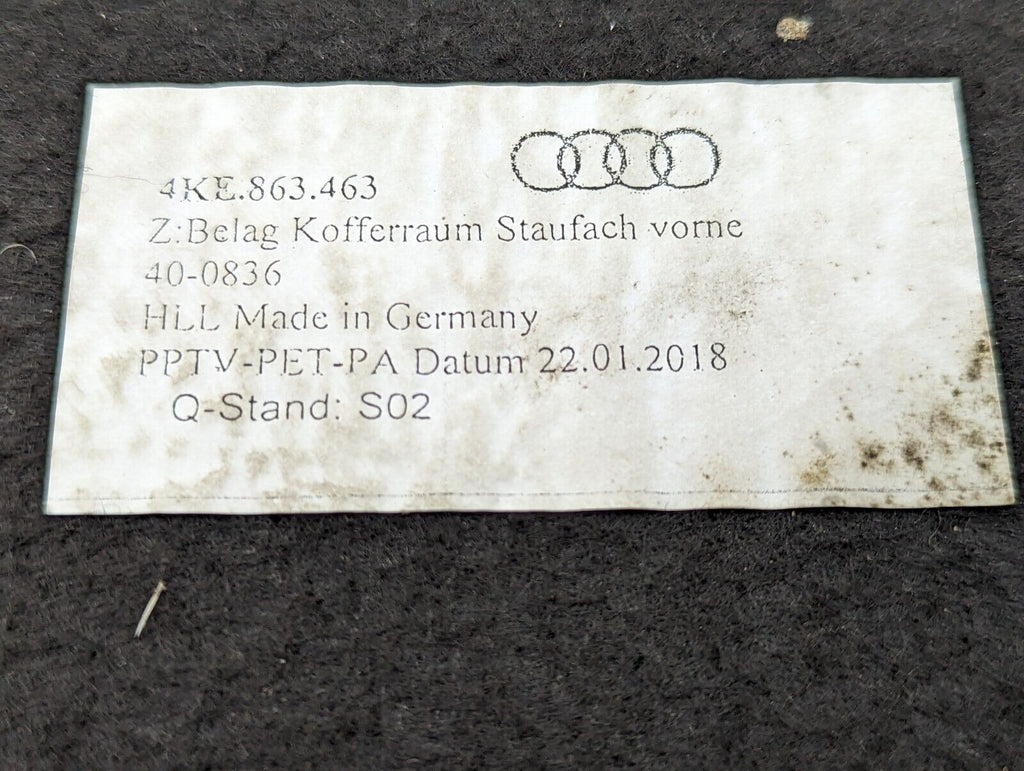 4KE.863.463
Z:Belag Kofferraum Staufach vorne
40-0836
HLL Made in Germany
PPTV-PET-PA Datum 22.01.2018
Q-Stand: S02